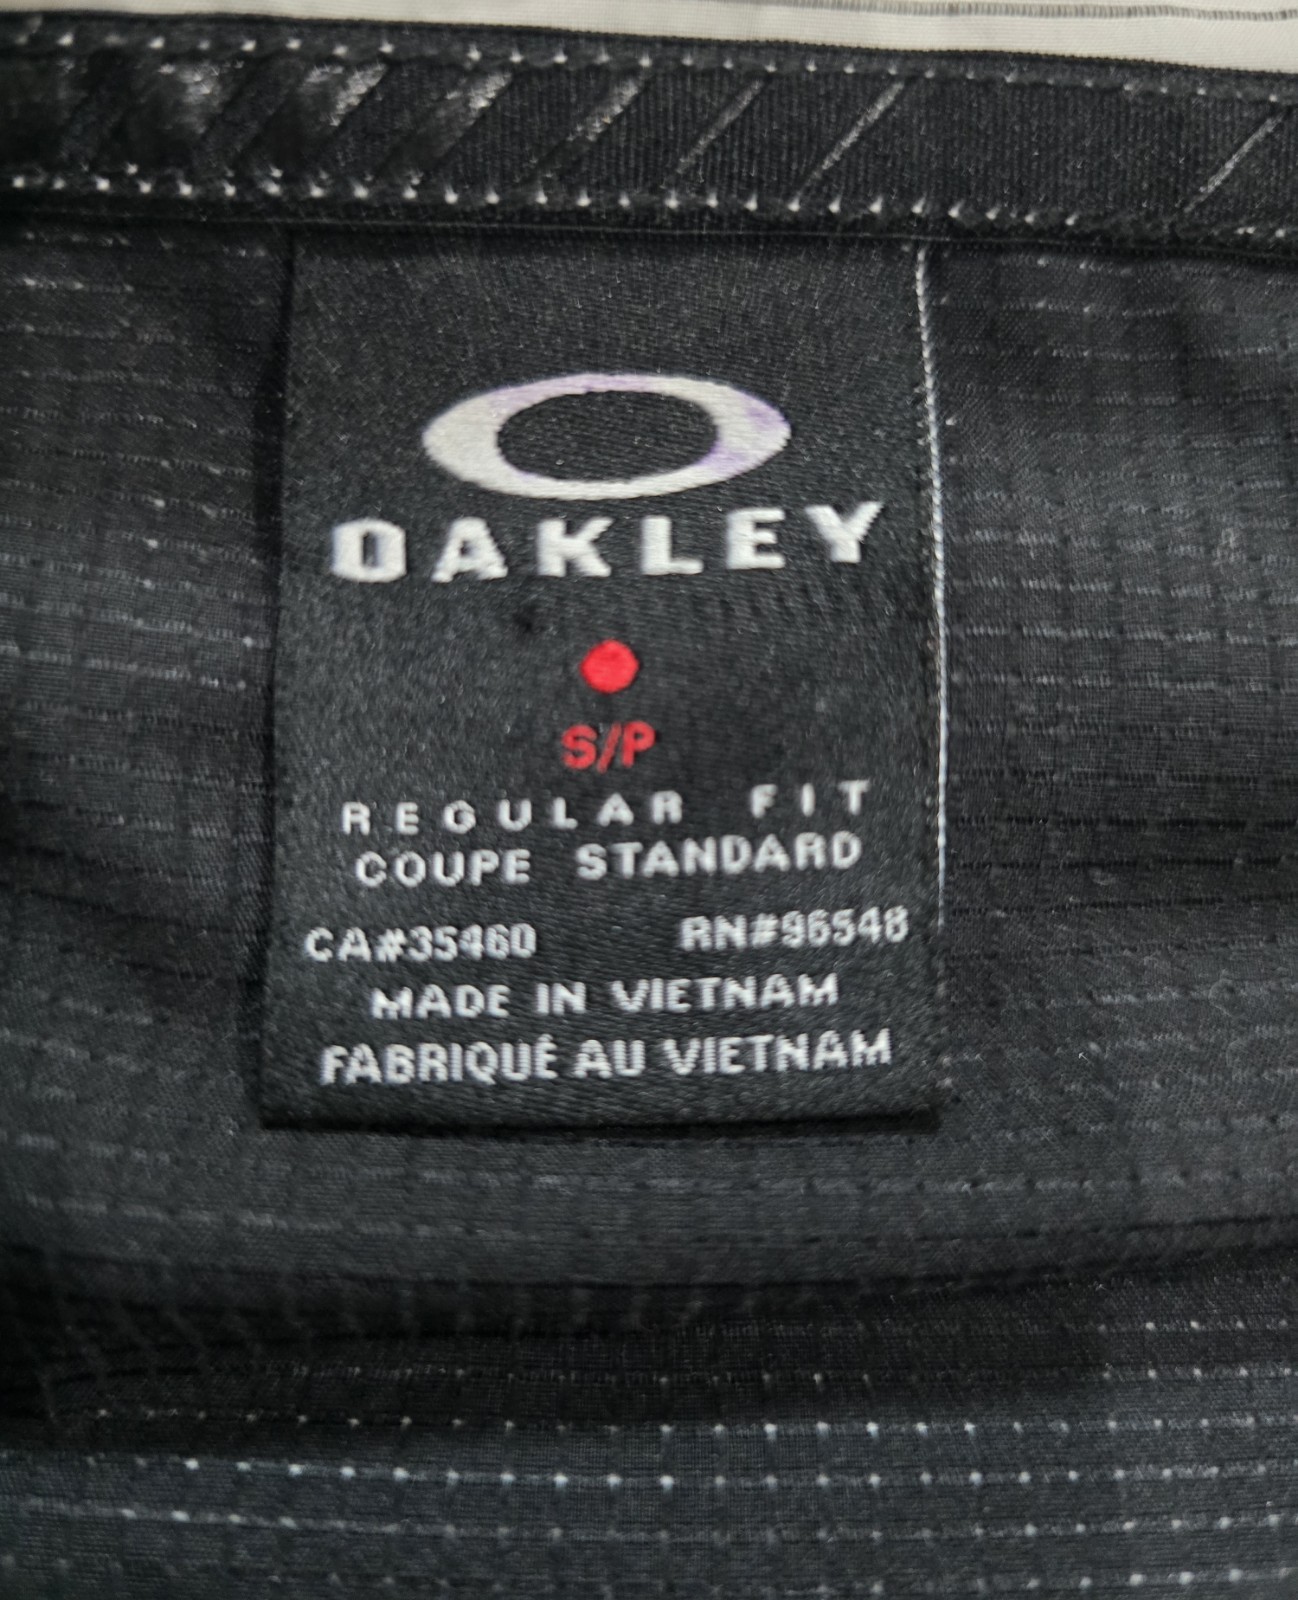 OAKLEY
S/P
REGULAR FIT
COUPE STANDARD
CA#35460 RN#96548
MADE IN VIETNAM
FABRIQUÉ AU VIETNAM